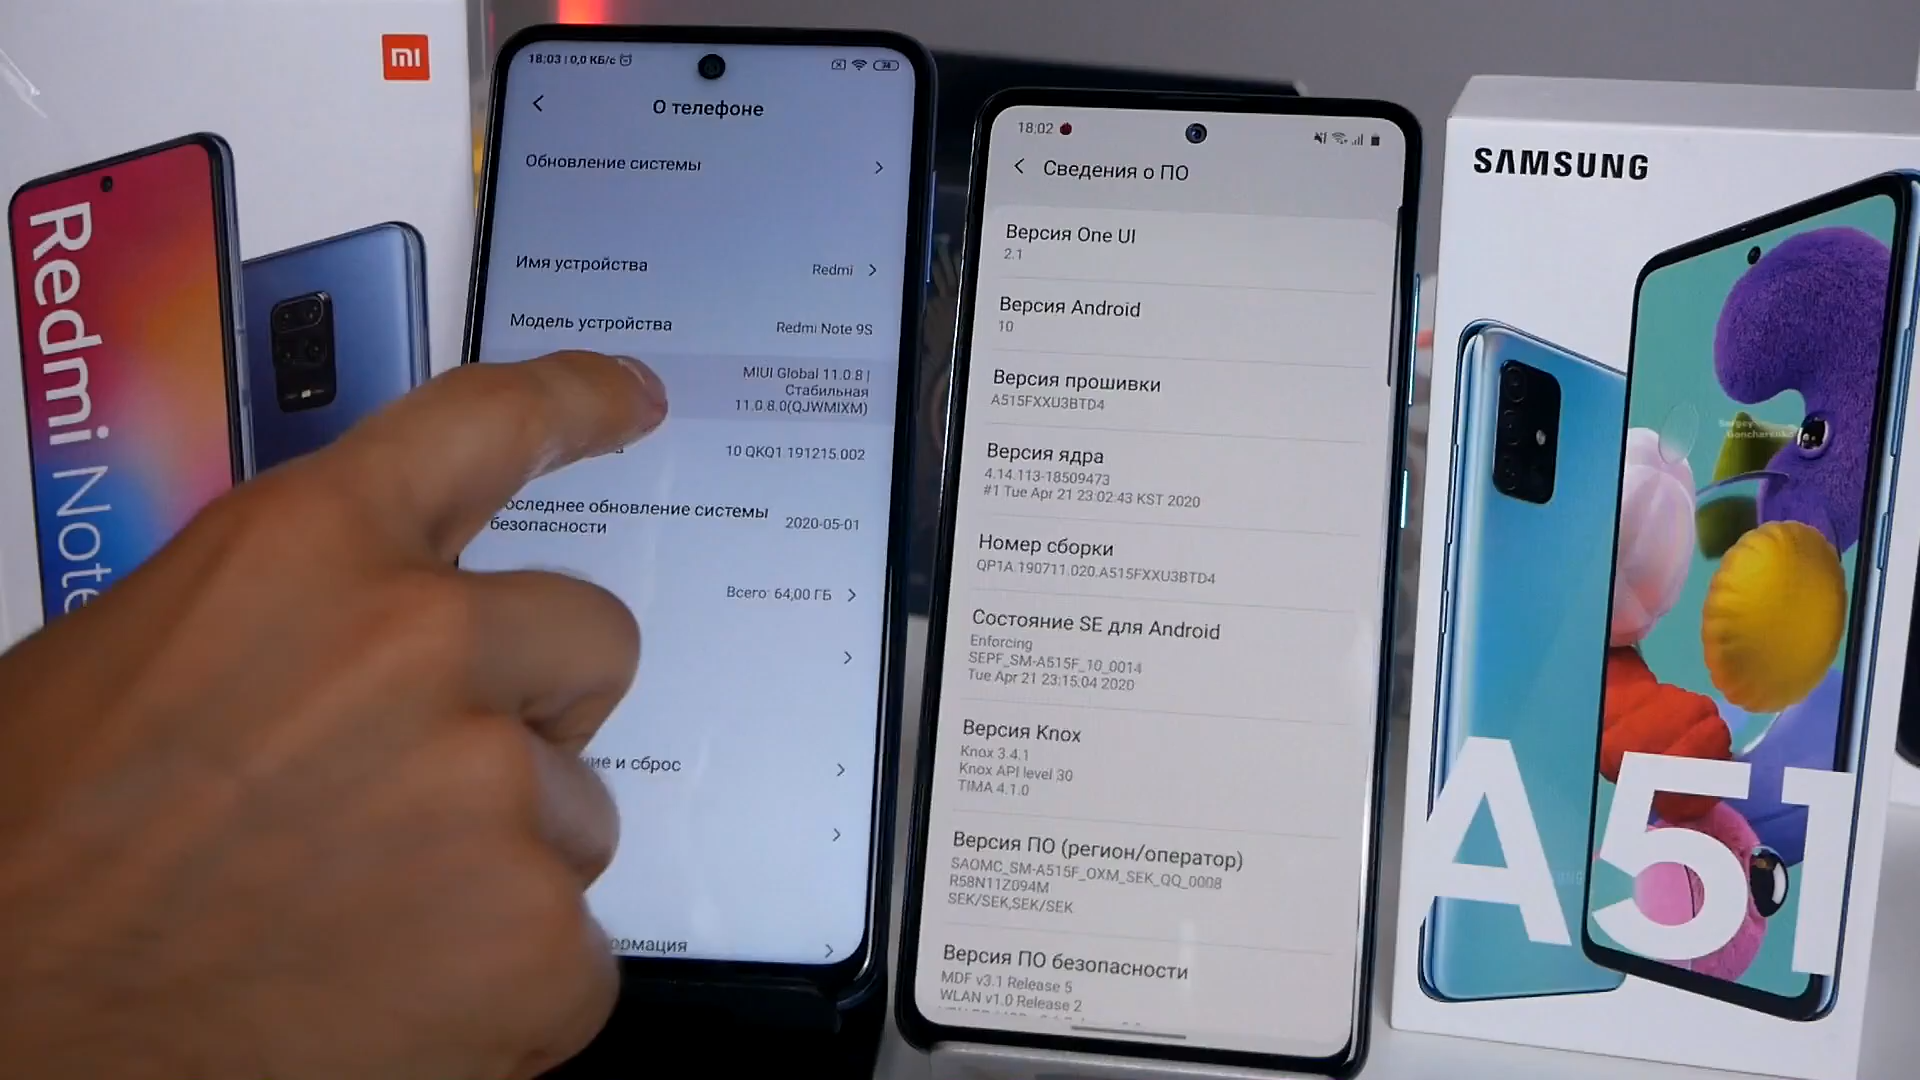 mi
Redmi Note
18:03 | 0,0 КБ/с
74
О телефоне
Обновление системы
Имя устройства
Redmi
Модель устройства
Redmi Note 9S
MIUI Global 11.0.8 |
Стабильная
11.0.8.0(QJWMIXM)
10 QKQ1.191215.002
оследнее обновление системы
безопасности
2020-05-01
Всего: 64,00 ГБ
ие и сброс
ормация
18:02
Сведения о ПО
Версия One UI
2.1
Версия Android
10
Версия прошивки
A515FXXU3BTD4
Версия ядра
4.14.113-18509473
#1 Tue Apr 21 23:02:43 KST 2020
Номер сборки
QP1A.190711.020.A515FXXU3BTD4
Состояние SE для Android
Enforcing
SEPF_SM-A515F_10_0014
Tue Apr 21 23:15:04 2020
Версия Knox
Knox 3.4.1
Knox API level 30
TIMA 4.1.0
Версия ПО (регион/оператор)
SAOMC_SM-A515F_OXM_SEK_QQ_0008
R58N11Z094M
SEK/SEK,SEK/SEK
Версия ПО безопасности
MDF v3.1 Release 5
WLAN v1.0 Release 2
SAMSUNG
Sergey
Goncharenko
A51